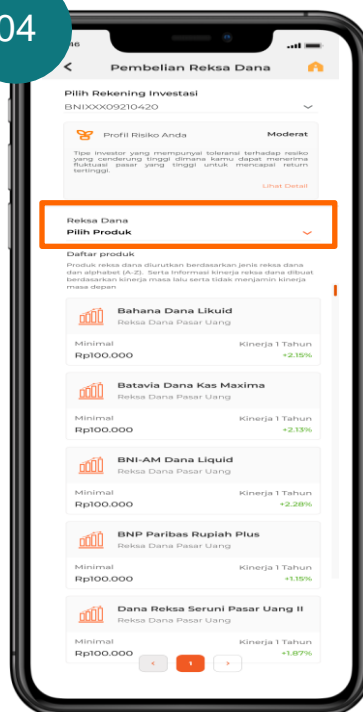 04
16
Pembelian Reksa Dana
Pilih Rekening Investasi
BNIXXX09210420
Profil Risiko Anda
Moderat
Tipe investor yang mempunyai toleransi terhadap resiko
yang cenderung tinggi dimana kamu dapat menerima
fluktuasi pasar yang tinggi untuk mencapai return
tertinggi.
Lihat Detail
Reksa Dana
Pilih Produk
Daftar produk
Produk reksa dana diurutkan berdasarkan jenis reksa dana
dan alphabet (A-Z). Serta Informasi kinerja reksa dana dibuat
berdasarkan kinerja masa lalu serta tidak menjamin kinerja
masa depan
Bahana Dana Likuid
Reksa Dana Pasar Uang
Minimal Kinerja 1 Tahun
Rp100.000 +2.15%
Batavia Dana Kas Maxima
Reksa Dana Pasar Uang
Minimal Kinerja 1 Tahun
Rp100.000 +2.13%
BNI-AM Dana Liquid
Reksa Dana Pasar Uang
Minimal Kinerja 1 Tahun
Rp100.000 +2.28%
BNP Paribas Rupiah Plus
Reksa Dana Pasar Uang
Minimal Kinerja 1 Tahun
Rp100.000 +1.15%
Dana Reksa Seruni Pasar Uang II
Reksa Dana Pasar Uang
Minimal Kinerja 1 Tahun
Rp100.000 +1.87%
1